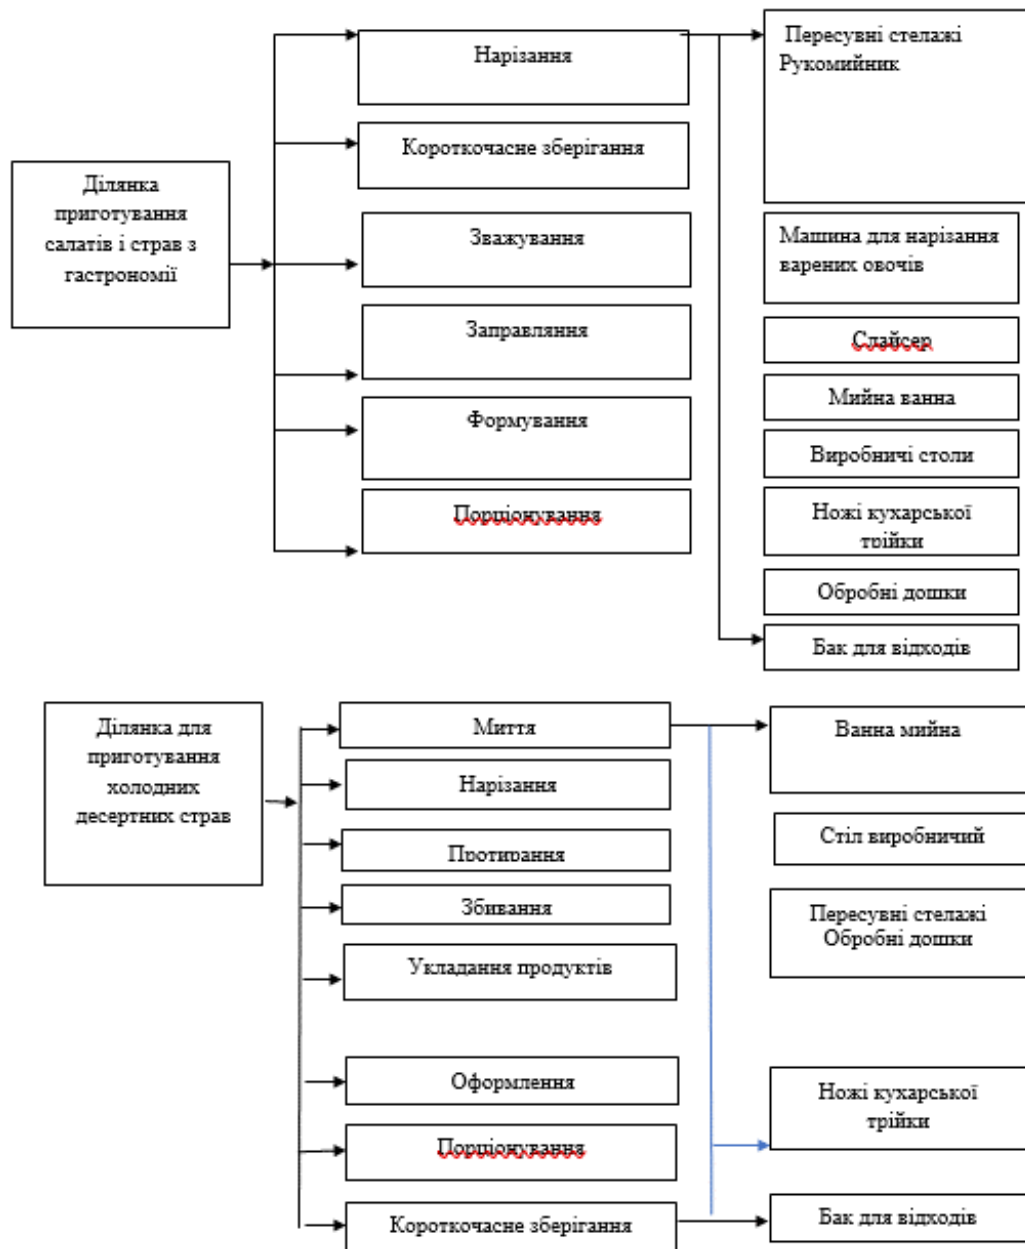 Ділянка
приготування
салатів і страв з
гастрономії
Нарізання
Короткочасне зберігання
Зважування
Заправляння
Формування
Порціонування
Пересувні стелажі
Рукомийник
Машина для нарізання
варених овочів
Слайсер
Мийна ванна
Виробничі столи
Ножі кухарської
трійки
Обробні дошки
Бак для відходів
Ділянка для
приготування
холодних
десертних страв
Миття
Нарізання
Протирання
Збивання
Укладання продуктів
Оформлення
Порціонування
Короткочасне зберігання
Ванна мийна
Стіл виробничий
Пересувні стелажі
Обробні дошки
Ножі кухарської
трійки
Бак для відходів